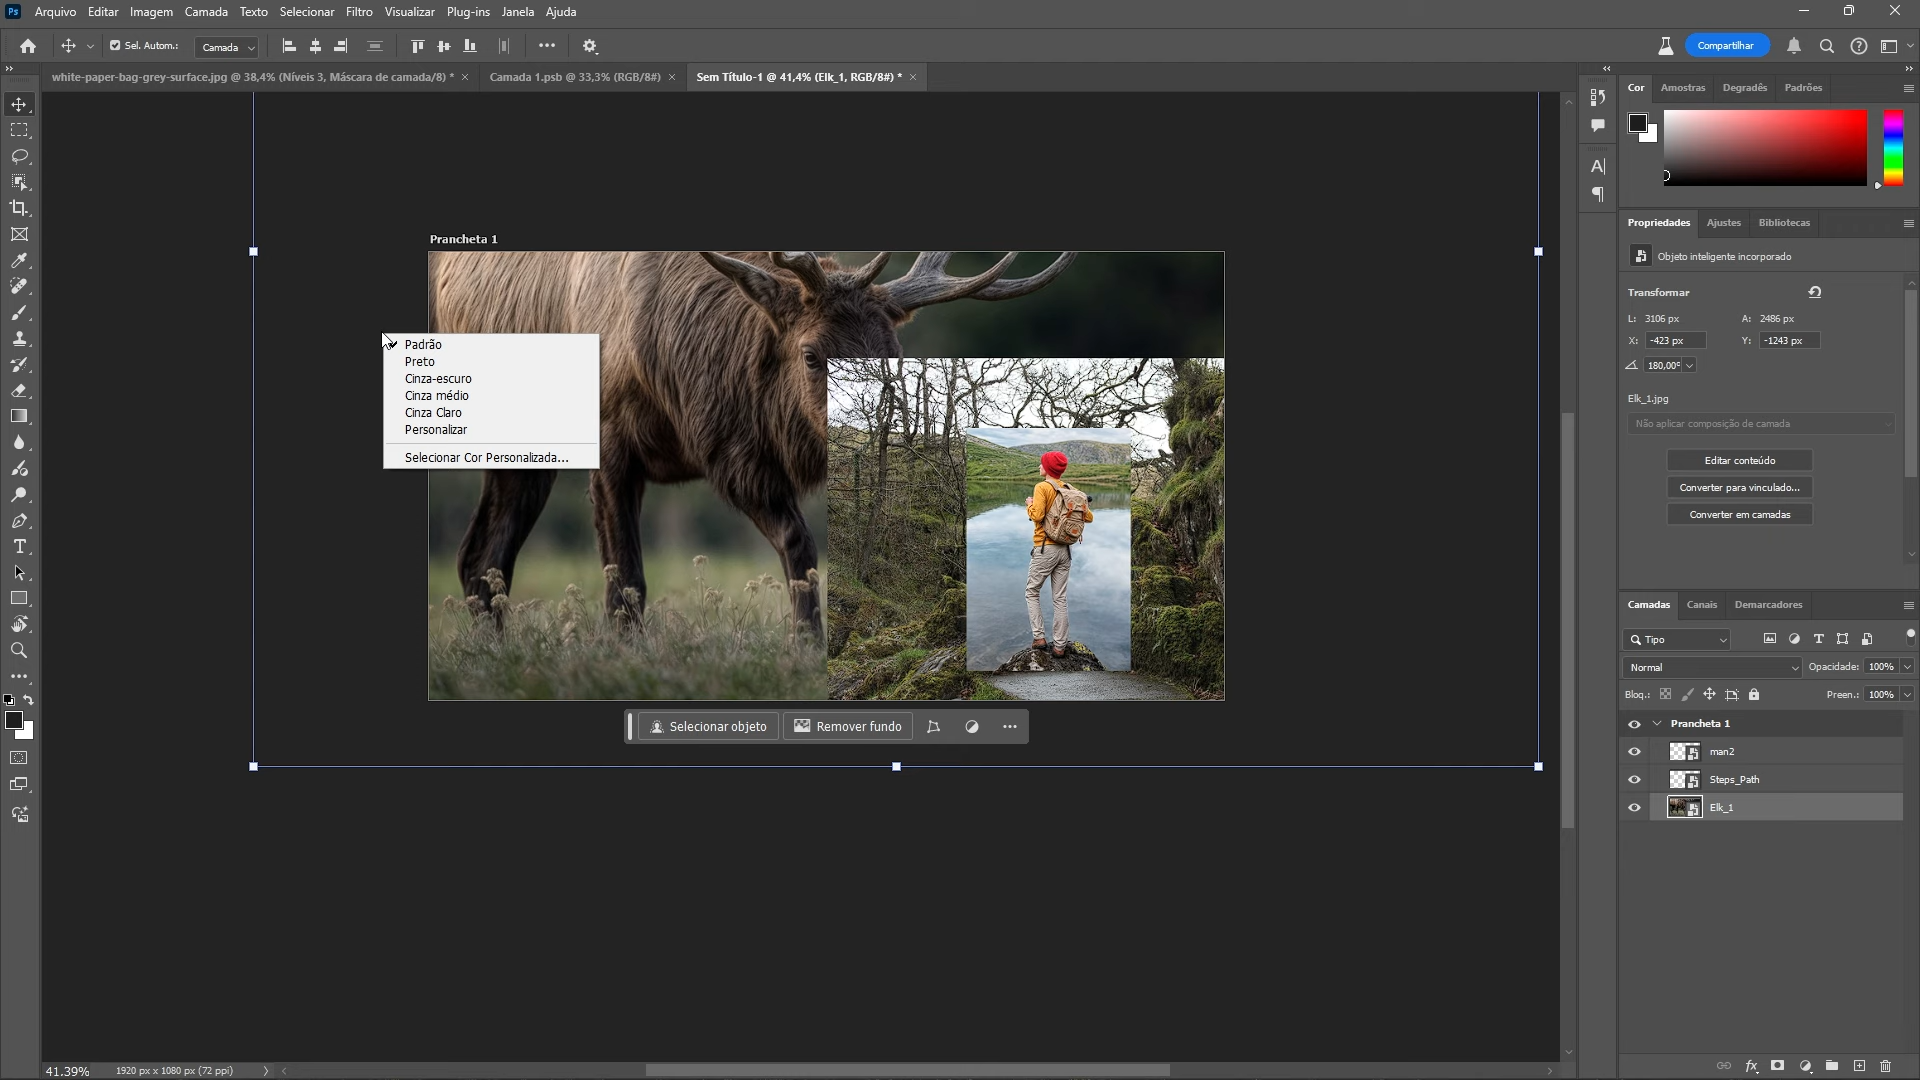 Ps Arquivo Editar Imagem Camada Texto Selecionar Filtro Visualizar Plug-ins Janela Ajuda
Sel. Autom.: Camada
Compartilhar
white-paper-bag-grey-surface.jpg @ 38,4% (Níveis 3, Máscara de camada/8) *
Camada 1.psb @ 33,3% (RGB/8#)
Sem Título-1 @ 41,4% (Elk_1, RGB/8#) *
Prancheta 1
Padrão
Preto
Cinza-escuro
Cinza médio
Cinza Claro
Personalizar
Selecionar Cor Personalizada...
Selecionar objeto
Remover fundo
41.39%
1920 px x 1080 px (72 ppi)
Cor Amostras Degradês Padrões
Propriedades Ajustes Bibliotecas
Objeto inteligente incorporado
Transformar
L: 3106 px A: 2486 px
X: -423 px Y: -1243 px
180,00°
Elk_1.jpg
Não aplicar composição de camada
Editar conteúdo
Converter para vinculado...
Converter em camadas
Camadas Canais Demarcadores
Tipo
Normal Opacidade: 100%
Bloq.: Preen.: 100%
Prancheta 1
man2
Steps_Path
Elk_1